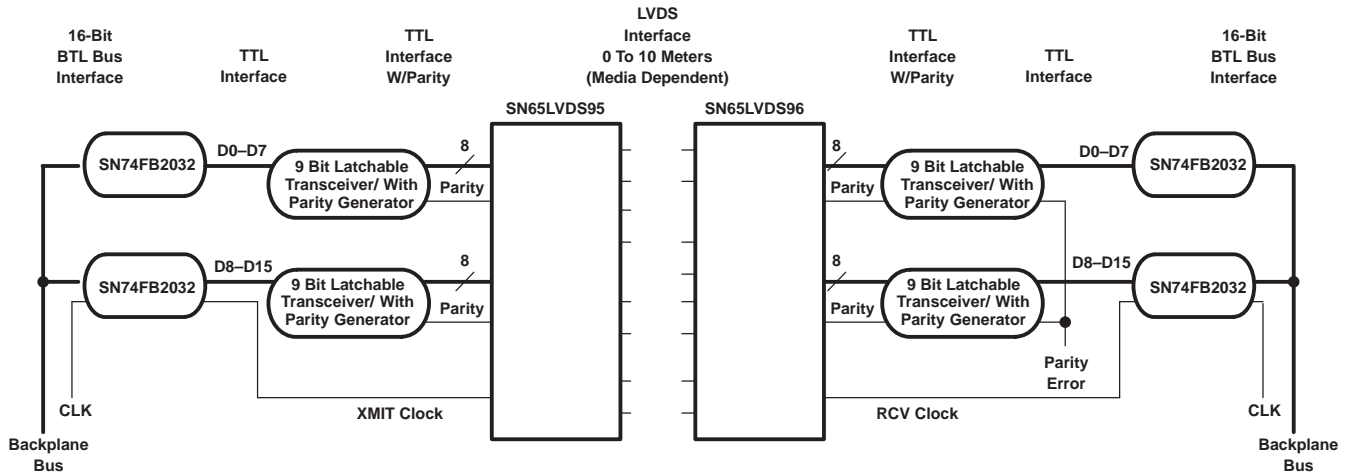 16-Bit
BTL Bus
Interface
TTL
Interface
TTL
Interface
W/Parity
LVDS
Interface
0 To 10 Meters
(Media Dependent)
TTL
Interface
W/Parity
TTL
Interface
16-Bit
BTL Bus
Interface
SN65LVDS95
SN65LVDS96
SN74FB2032
D0–D7
9 Bit Latchable
Transceiver/ With
Parity Generator
8
Parity
8
Parity
9 Bit Latchable
Transceiver/ With
Parity Generator
D0–D7
SN74FB2032
SN74FB2032
D8–D15
9 Bit Latchable
Transceiver/ With
Parity Generator
8
Parity
8
Parity
9 Bit Latchable
Transceiver/ With
Parity Generator
D8–D15
SN74FB2032
Parity
Error
CLK
XMIT Clock
RCV Clock
CLK
Backplane
Bus
Backplane
Bus